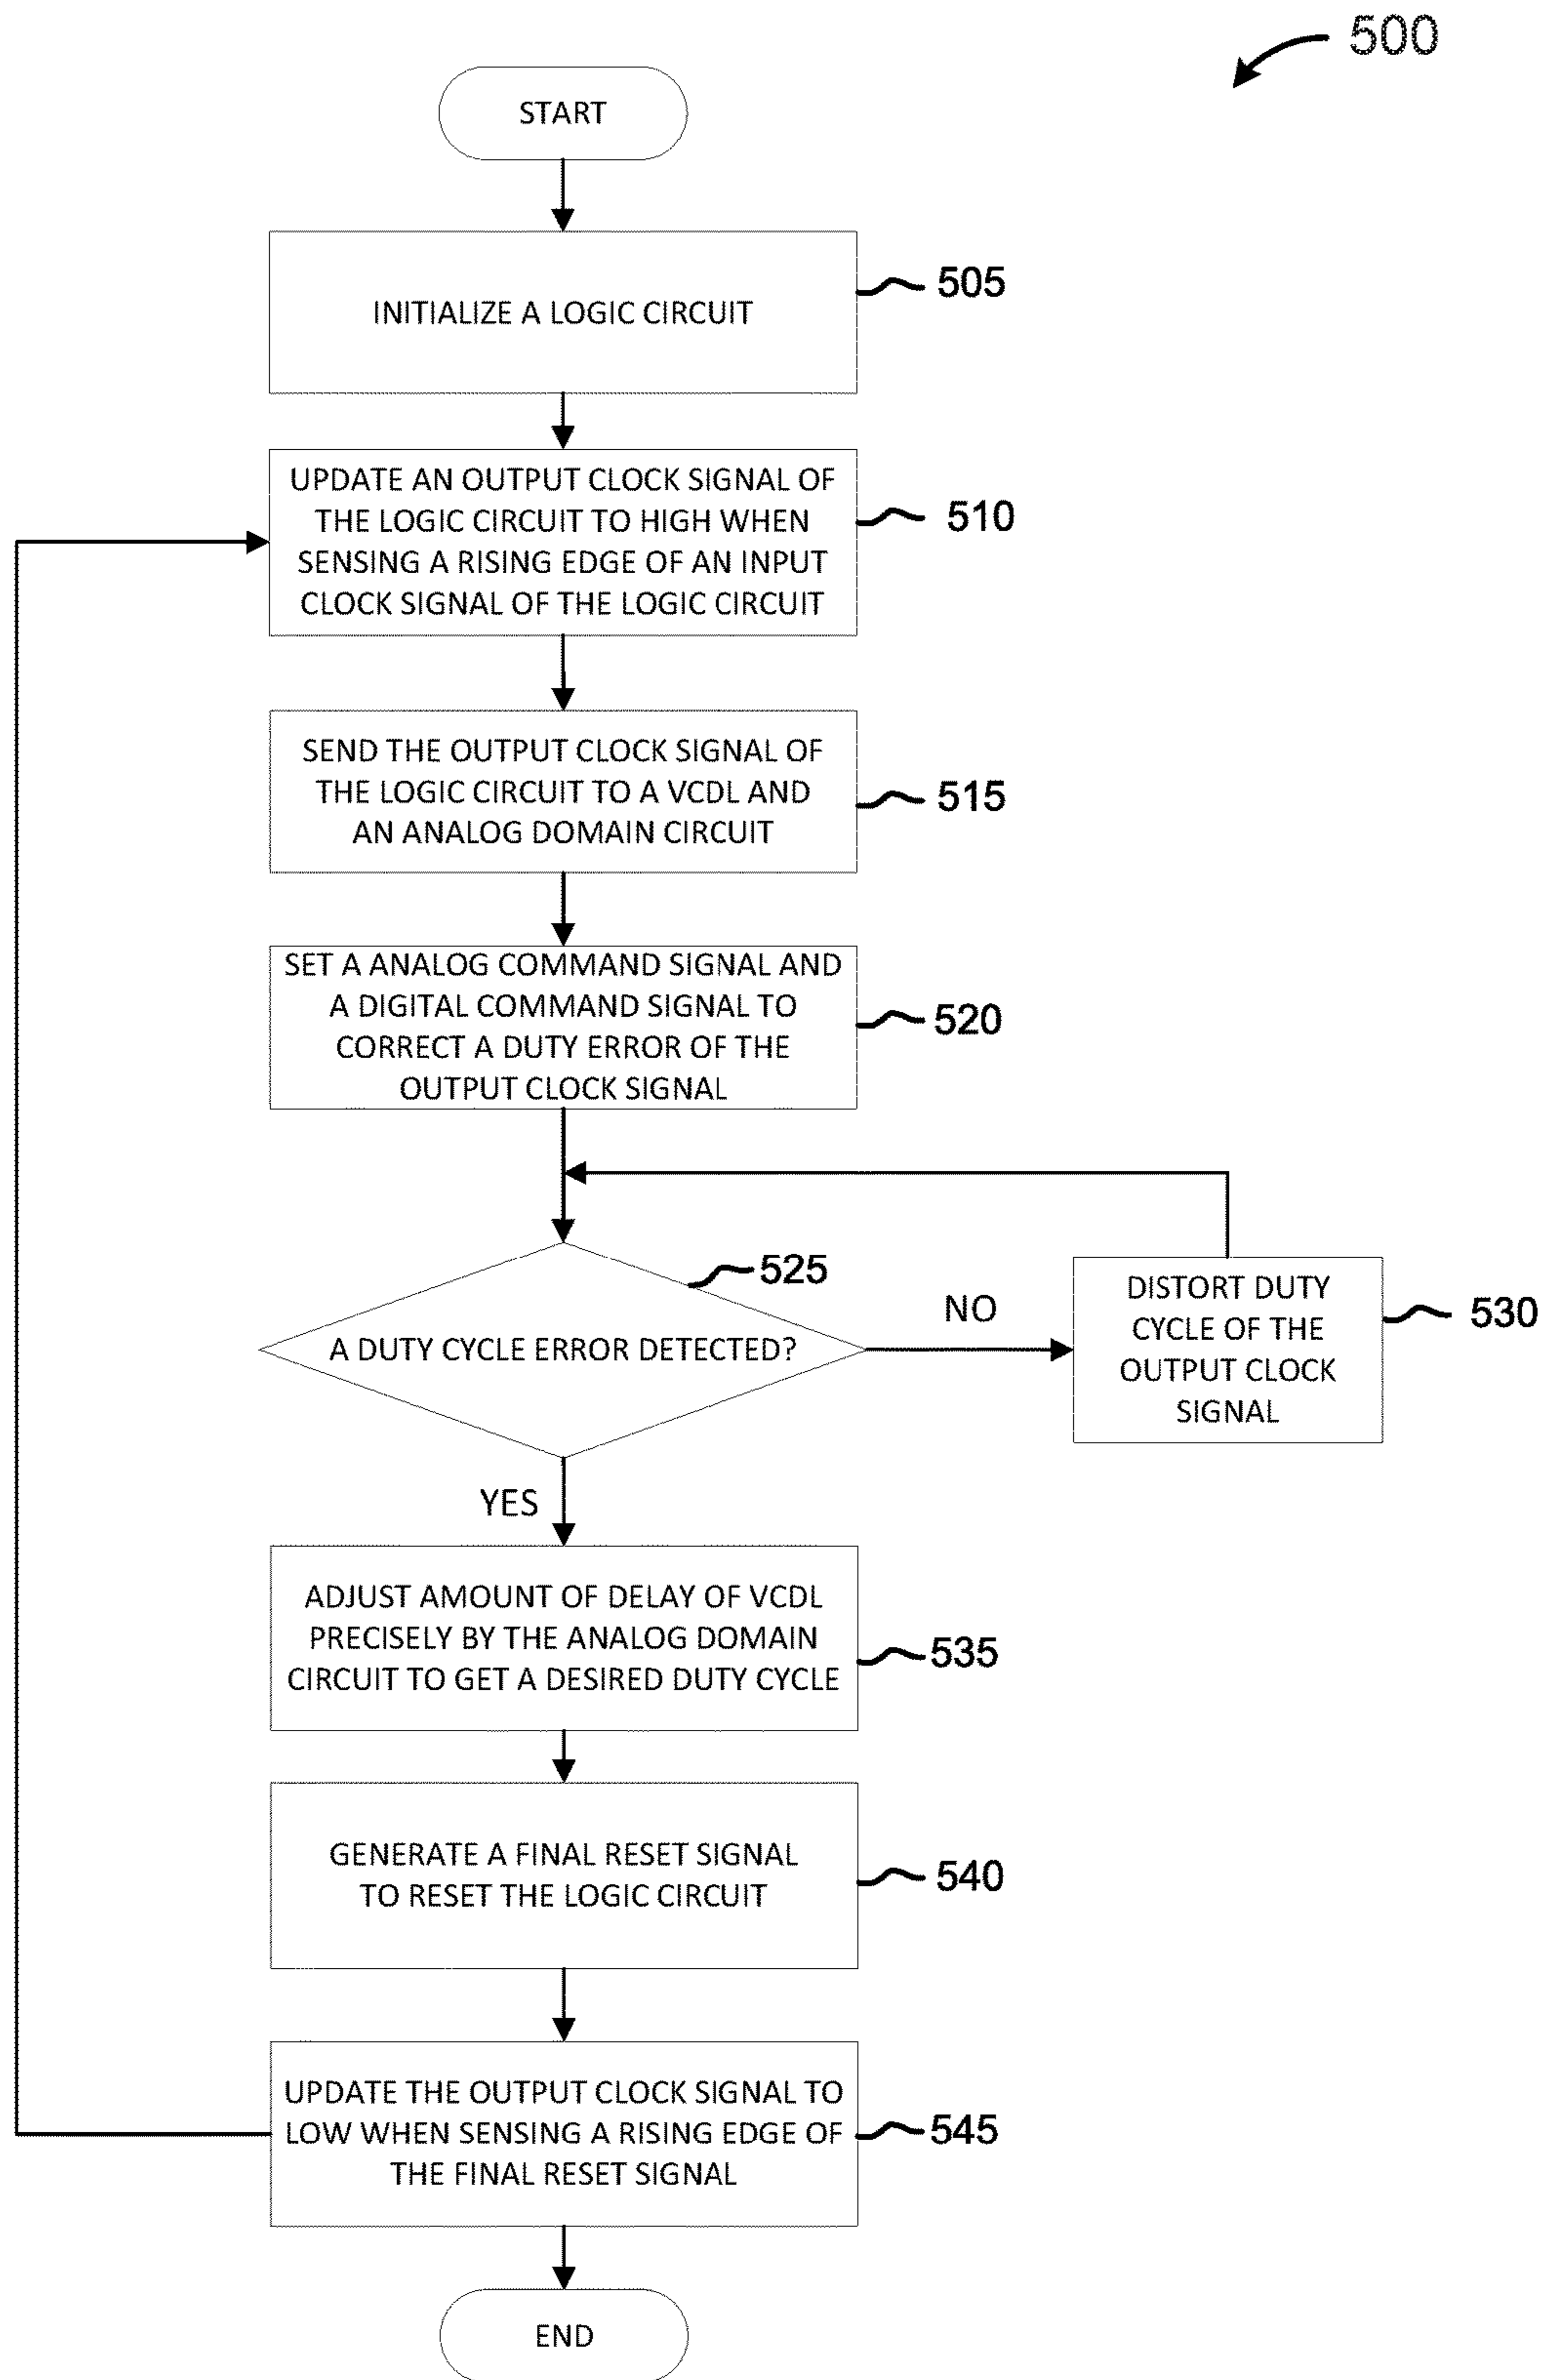 500
START
INITIALIZE A LOGIC CIRCUIT
505
UPDATE AN OUTPUT CLOCK SIGNAL OF
THE LOGIC CIRCUIT TO HIGH WHEN
SENSING A RISING EDGE OF AN INPUT
CLOCK SIGNAL OF THE LOGIC CIRCUIT
510
SEND THE OUTPUT CLOCK SIGNAL OF
THE LOGIC CIRCUIT TO A VCDL AND
AN ANALOG DOMAIN CIRCUIT
515
SET A ANALOG COMMAND SIGNAL AND
A DIGITAL COMMAND SIGNAL TO
CORRECT A DUTY ERROR OF THE
OUTPUT CLOCK SIGNAL
520
A DUTY CYCLE ERROR DETECTED?
525
NO
DISTORT DUTY
CYCLE OF THE
OUTPUT CLOCK
SIGNAL
530
YES
ADJUST AMOUNT OF DELAY OF VCDL
PRECISELY BY THE ANALOG DOMAIN
CIRCUIT TO GET A DESIRED DUTY CYCLE
535
GENERATE A FINAL RESET SIGNAL
TO RESET THE LOGIC CIRCUIT
540
UPDATE THE OUTPUT CLOCK SIGNAL TO
LOW WHEN SENSING A RISING EDGE OF
THE FINAL RESET SIGNAL
545
END